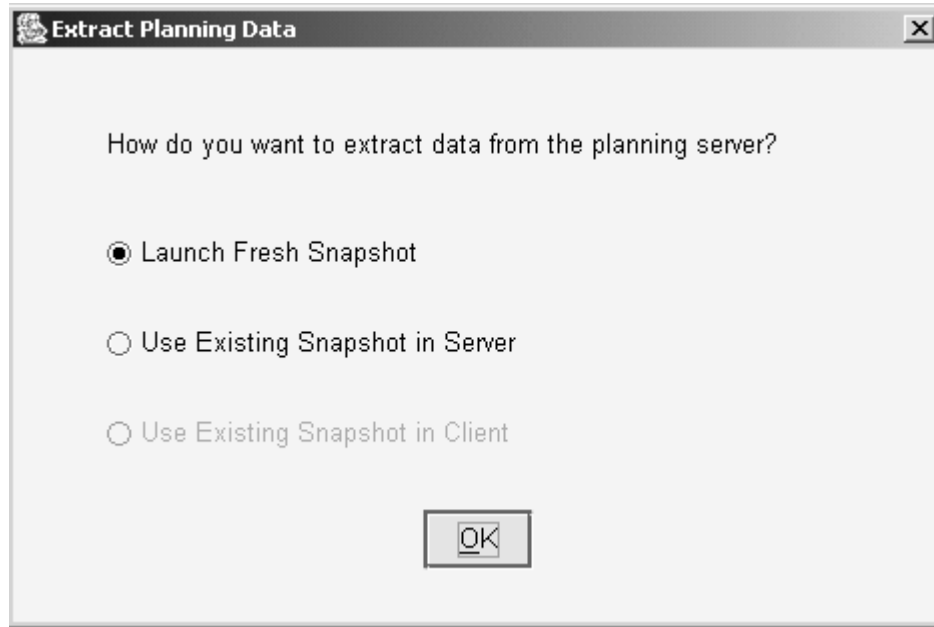 Extract Planning Data
How do you want to extract data from the planning server?
Launch Fresh Snapshot
Use Existing Snapshot in Server
Use Existing Snapshot in Client
OK